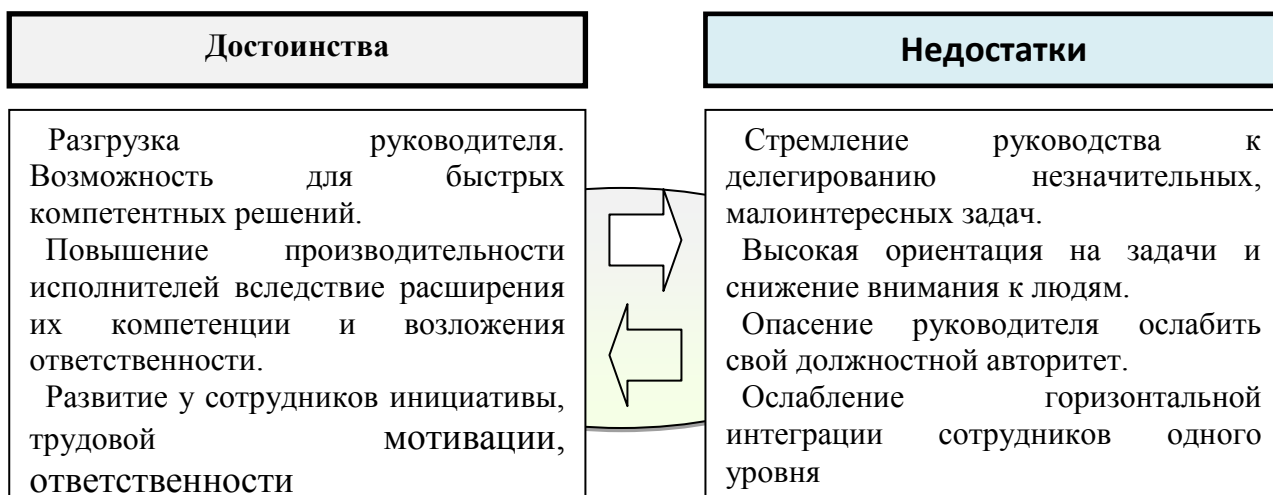 Достоинства
Разгрузка руководителя.
Возможность для быстрых
компетентных решений.
Повышение производительности
исполнителей вследствие расширения
их компетенции и возложения
ответственности.
Развитие у сотрудников инициативы,
трудовой мотивации,
ответственности
Недостатки
Стремление руководства к
делегированию незначительных,
малоинтересных задач.
Высокая ориентация на задачи и
снижение внимания к людям.
Опасение руководителя ослабить
свой должностной авторитет.
Ослабление горизонтальной
интеграции сотрудников одного
уровня